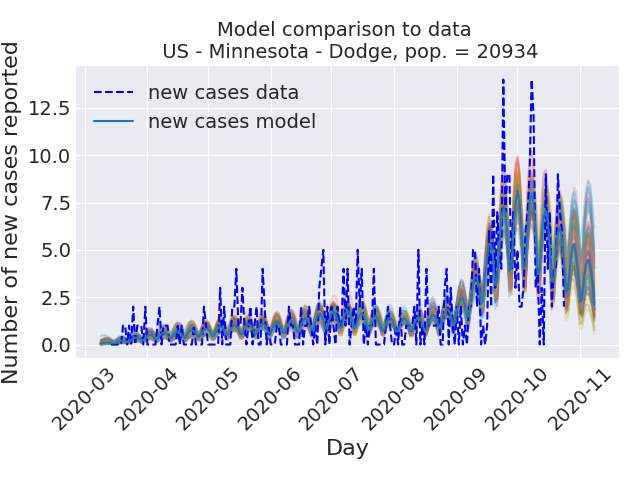 Model comparison to data
US - Minnesota - Dodge, pop. = 20934
new cases data
new cases model
Number of new cases reported
12.5
10.0
7.5
5.0
2.5
0.0
2020-03
2020-04
2020-05
2020-06
2020-07
2020-08
2020-09
2020-10
2020-11
Day